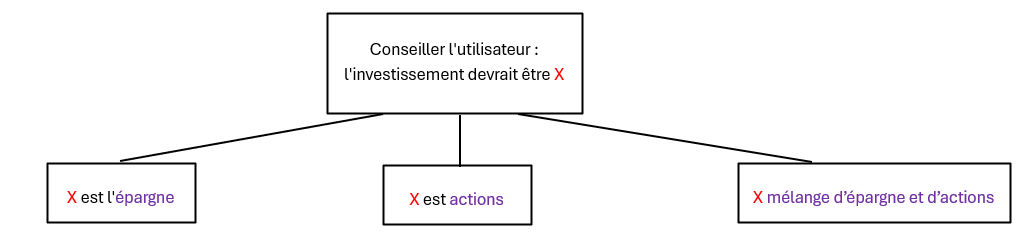 Conseiller l'utilisateur :
l'investissement devrait être X
X est l'épargne
X est actions
X mélange d’épargne et d’actions